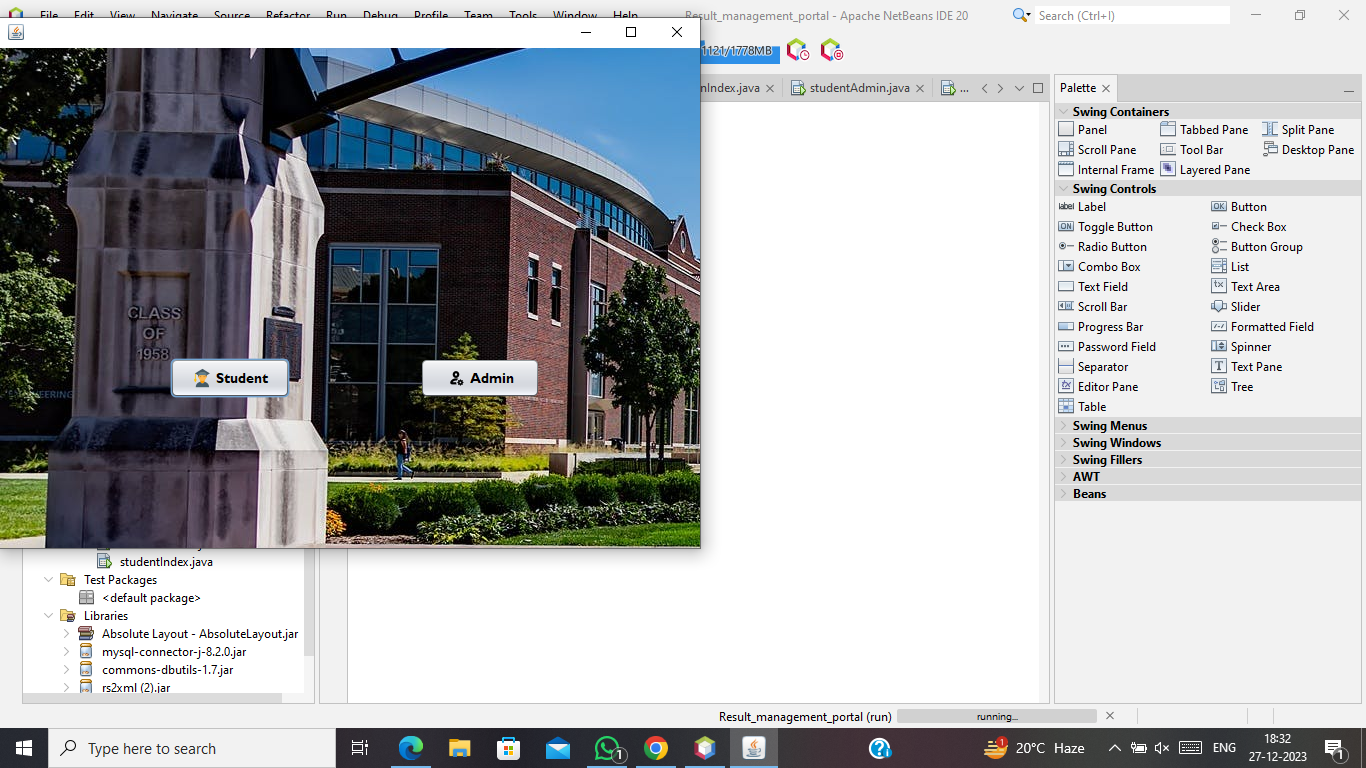 File Edit View Navigate Source Refactor Run Debug Profile Team Tools Window Help
Result_management_portal - Apache NetBeans IDE 20
Search (Ctrl+I)
1121/1778MB
nIndex.java
studentAdmin.java
...
CLASS
OF
1958
Student
Admin
studentIndex.java
Test Packages
<default package>
Libraries
Absolute Layout - AbsoluteLayout.jar
mysql-connector-j-8.2.0.jar
commons-dbutils-1.7.jar
rs2xml (2).jar
Palette
Swing Containers
Panel Tabbed Pane Split Pane
Scroll Pane Tool Bar Desktop Pane
Internal Frame Layered Pane
Swing Controls
label Label OK Button
ON Toggle Button Check Box
Radio Button Button Group
Combo Box List
Text Field Text Area
Scroll Bar Slider
Progress Bar Formatted Field
Password Field Spinner
Separator Text Pane
Editor Pane Tree
Table
Swing Menus
Swing Windows
Swing Fillers
AWT
Beans
Result_management_portal (run)
running...
Type here to search
1
1
20°C Haze
ENG
18:32
27-12-2023
1